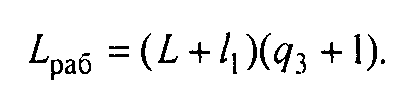 L_раб = (L + l_1)(q_3 + 1).